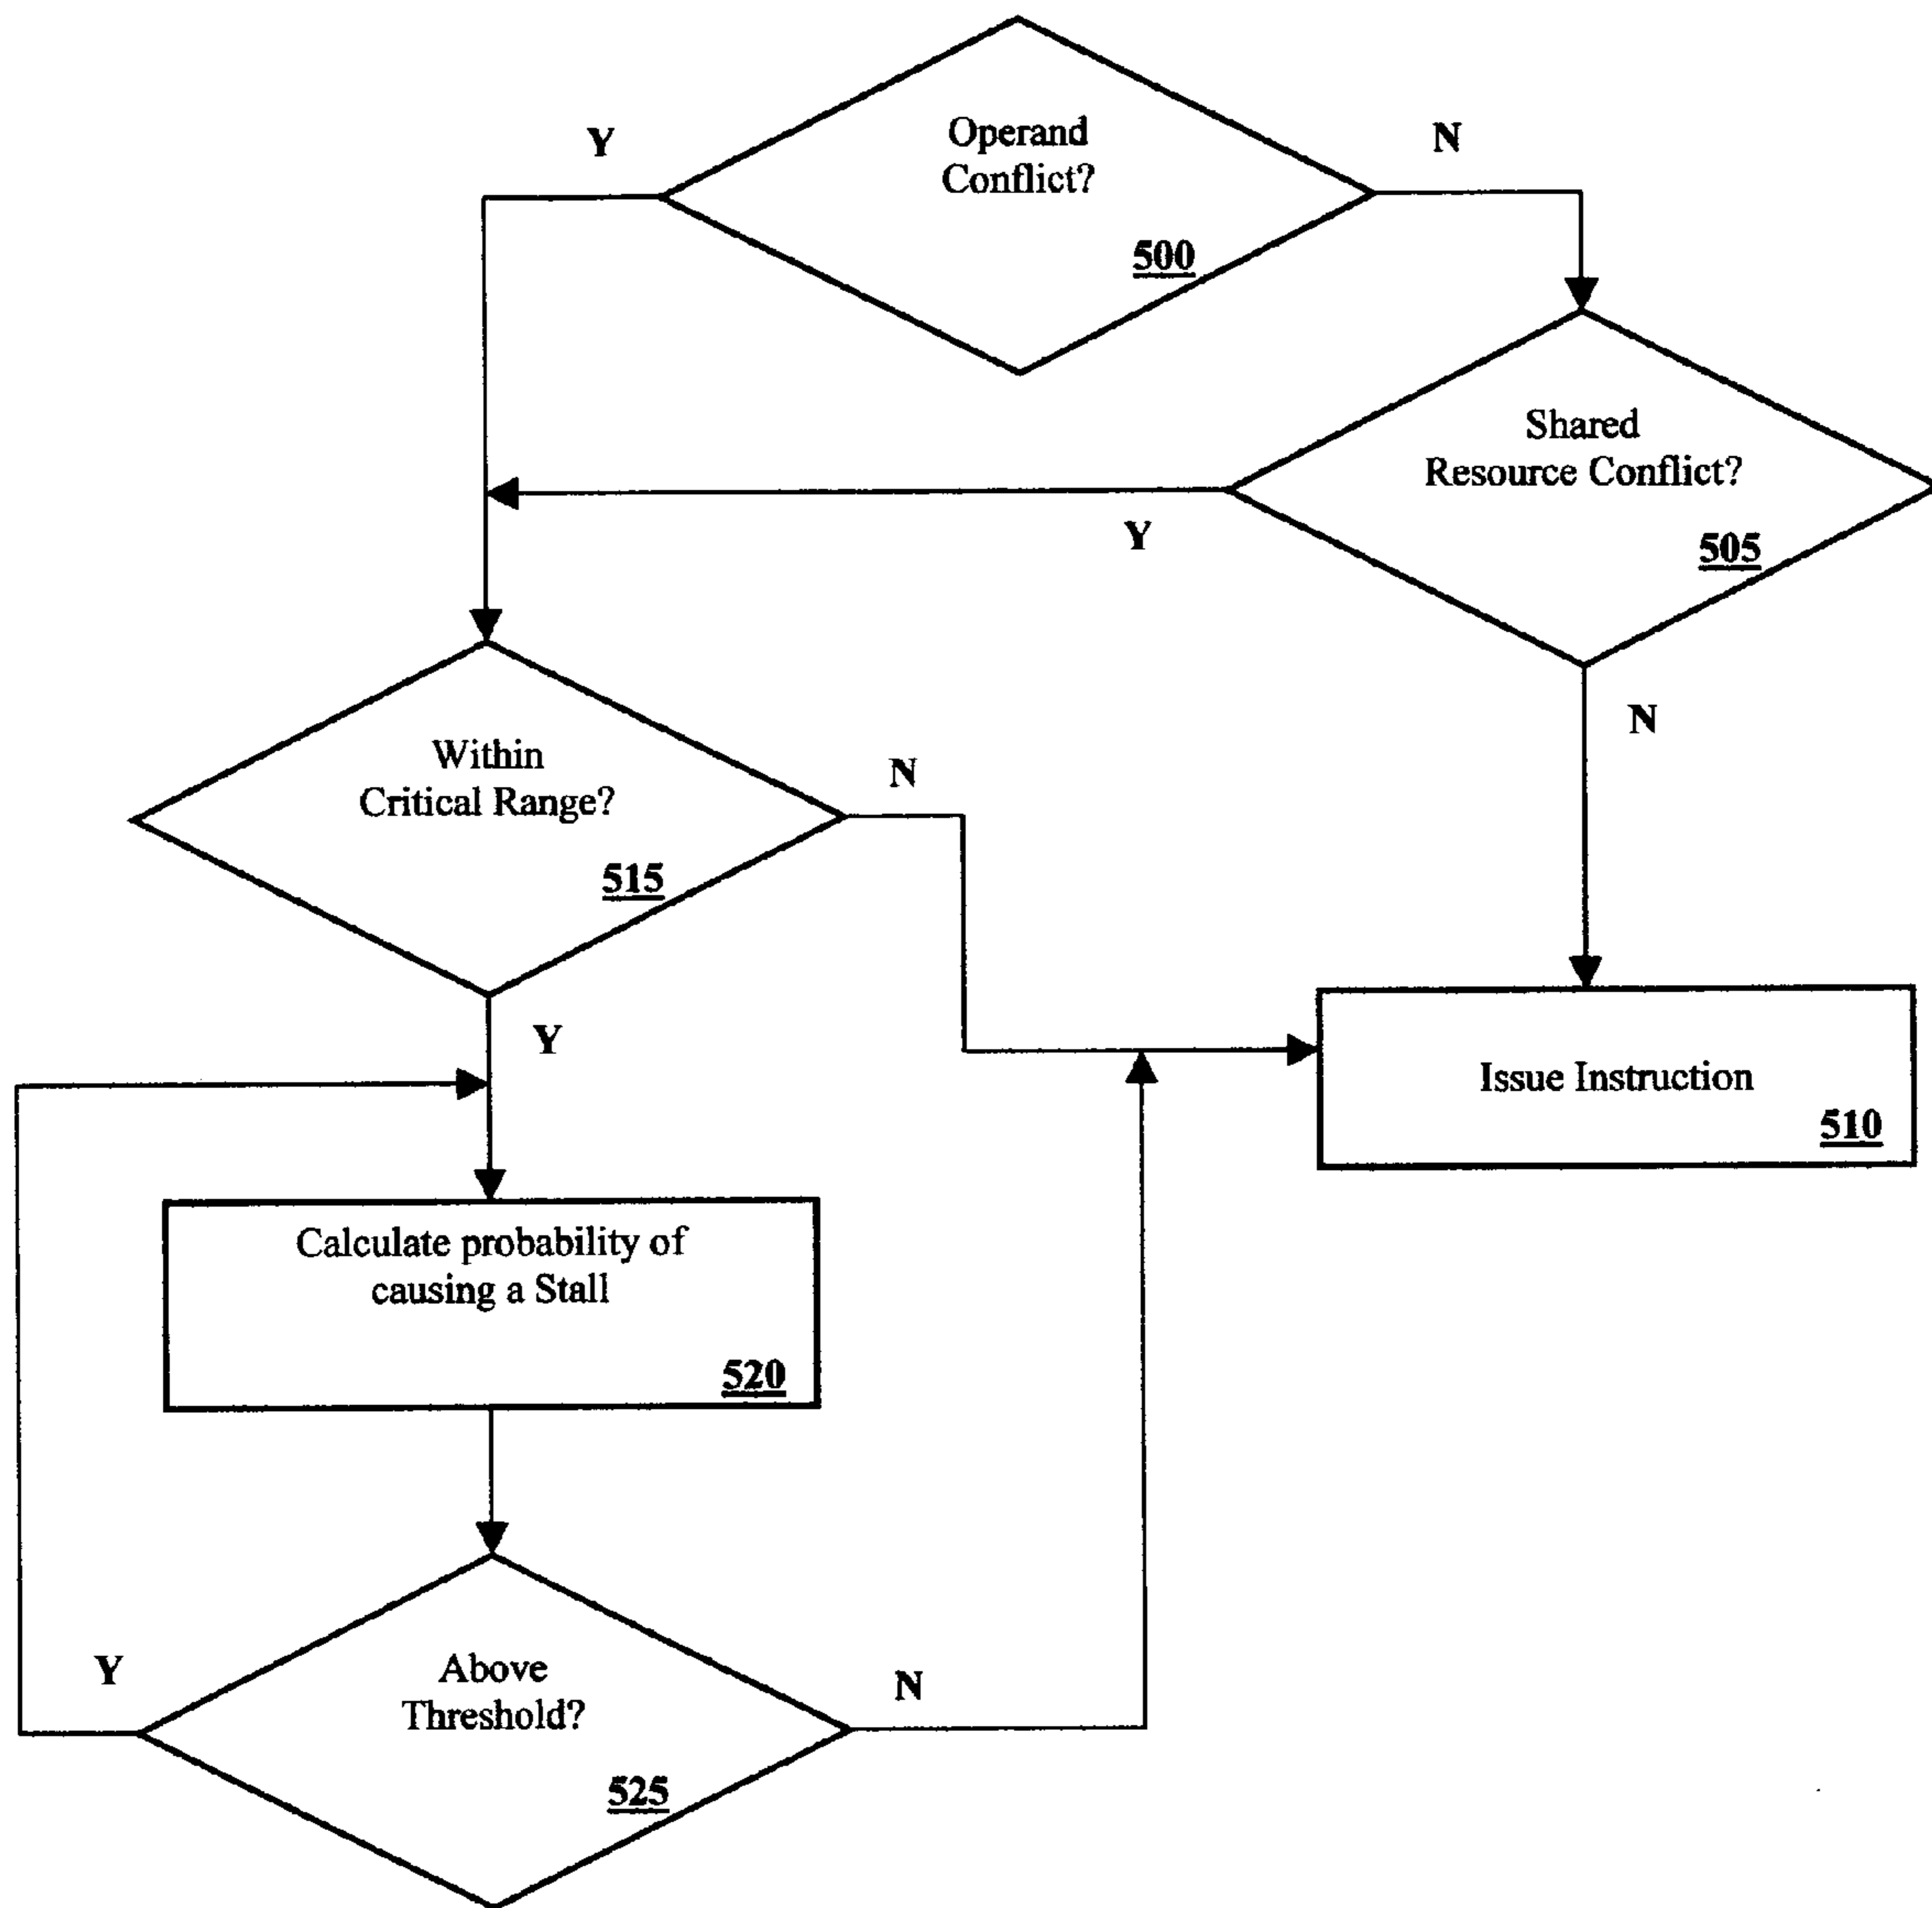 Operand
Conflict?
500
Y
N
Shared
Resource Conflict?
505
Y
N
Within
Critical Range?
515
N
Y
Issue Instruction
510
Calculate probability of
causing a Stall
520
Above
Threshold?
525
Y
N